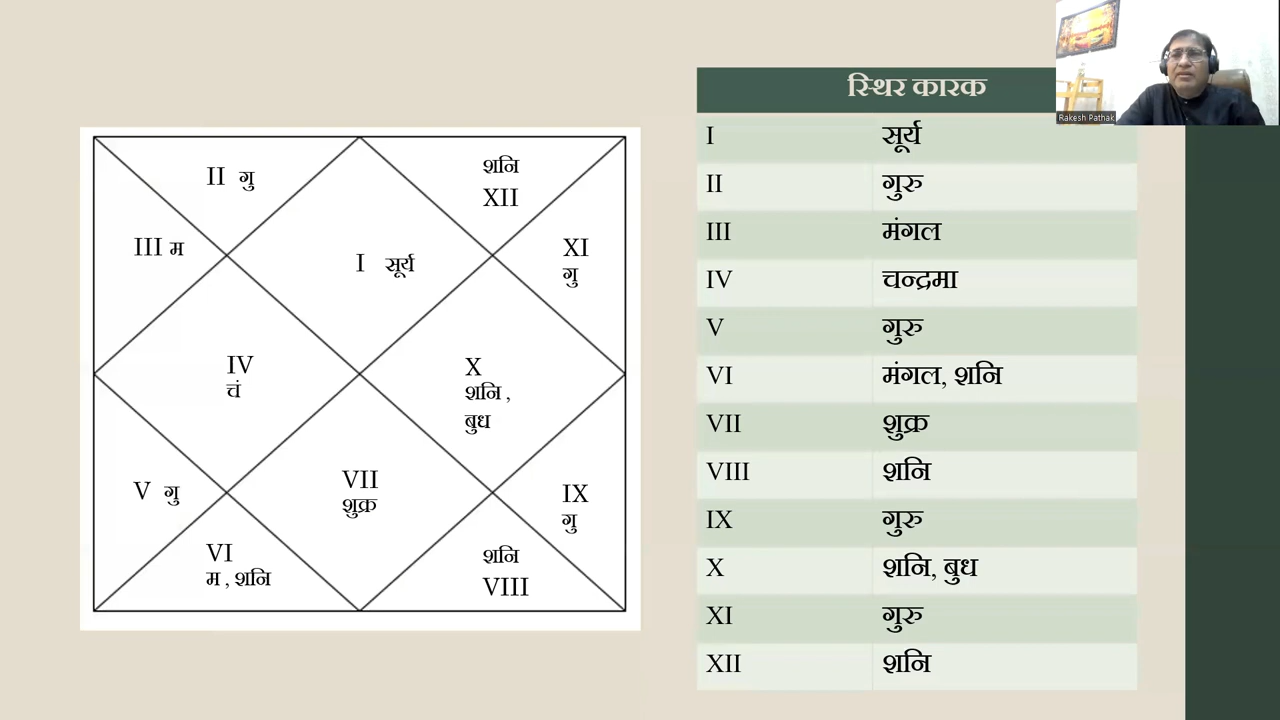 स्थिर कारक
Rakesh Pathak
I सूर्य
II गुरु
III मंगल
IV चन्द्रमा
V गुरु
VI मंगल, शनि
VII शुक्र
VIII शनि
IX गुरु
X शनि, बुध
XI गुरु
XII शनि
II गु
शनि
XII
III म
XI
गु
I सूर्य
IV
चं
X
शनि ,
बुध
V गु
VII
शुक्र
IX
गु
VI
म , शनि
शनि
VIII